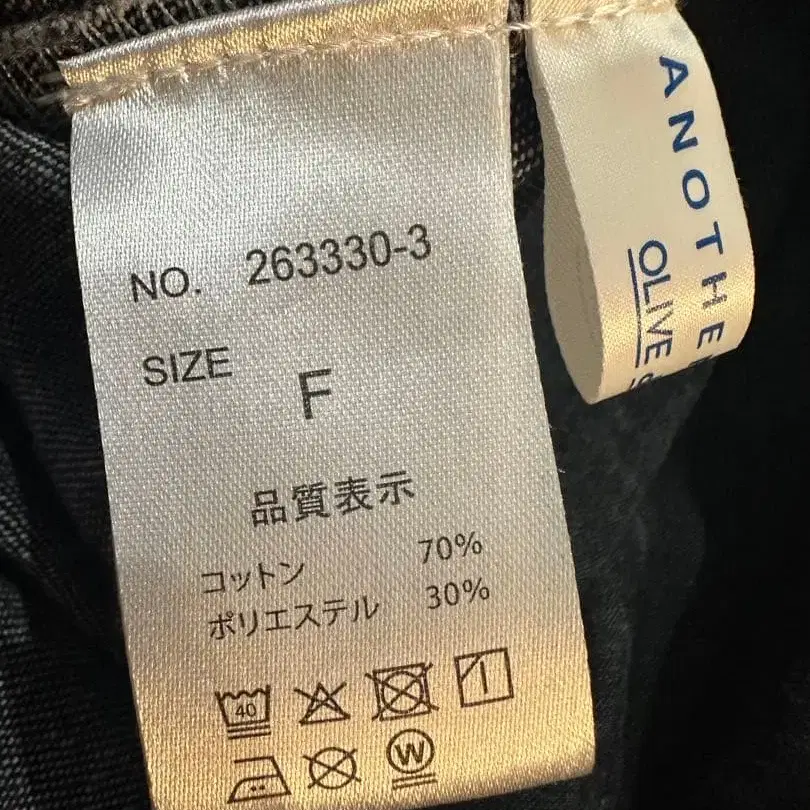 NO. 263330-3
SIZE
F
品質表示
コットン 70%
ポリエステル 30%
40
W
ANOTHE
OLIVE